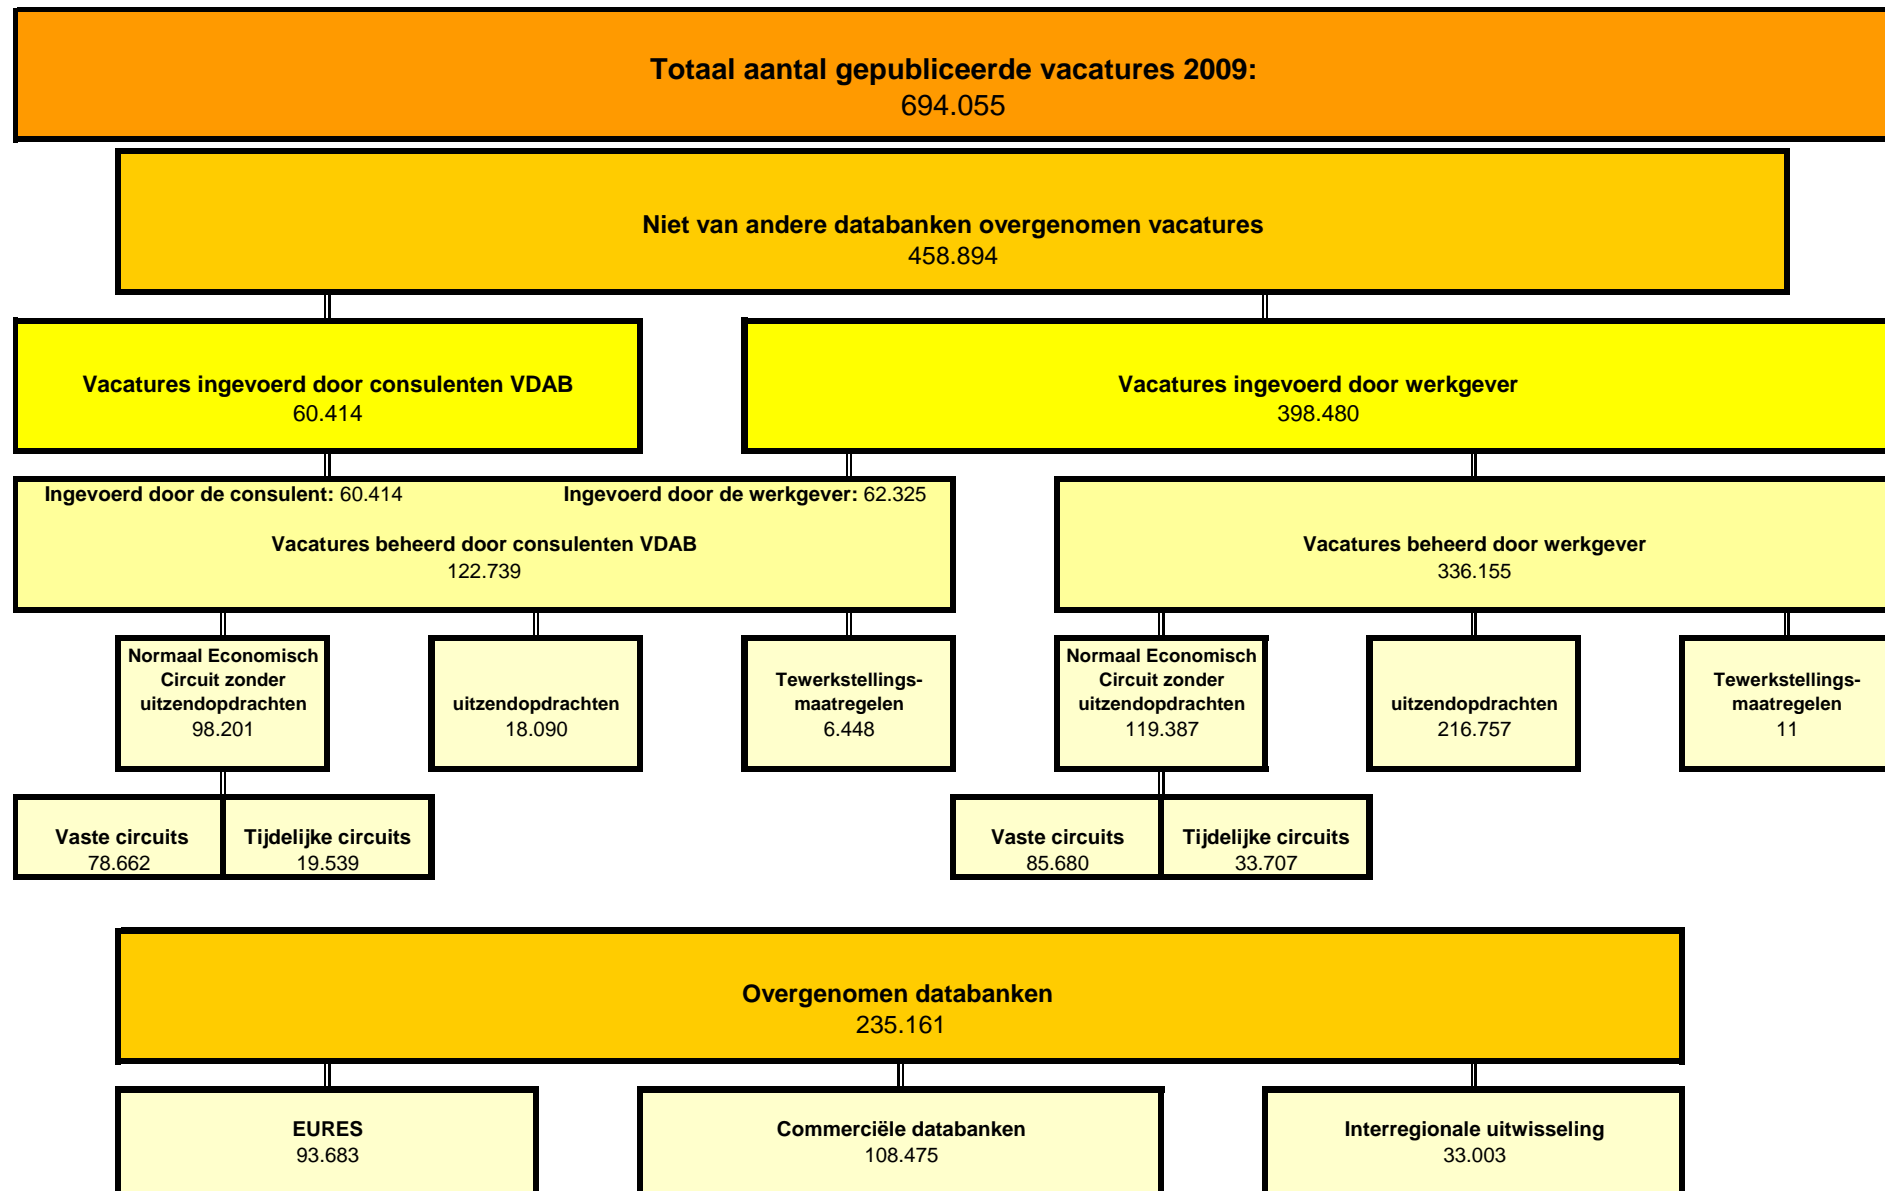 Totaal aantal gepubliceerde vacatures 2009:
694.055
Niet van andere databanken overgenomen vacatures
458.894
Vacatures ingevoerd door consulenten VDAB
60.414
Vacatures ingevoerd door werkgever
398.480
Ingevoerd door de consulent: 60.414
Ingevoerd door de werkgever: 62.325
Vacatures beheerd door consulenten VDAB
122.739
Vacatures beheerd door werkgever
336.155
Normaal Economisch
Circuit zonder
uitzendopdrachten
98.201
uitzendopdrachten
18.090
Tewerkstellings-
maatregelen
6.448
Normaal Economisch
Circuit zonder
uitzendopdrachten
119.387
uitzendopdrachten
216.757
Tewerkstellings-
maatregelen
11
Vaste circuits
78.662
Tijdelijke circuits
19.539
Vaste circuits
85.680
Tijdelijke circuits
33.707
Overgenomen databanken
235.161
EURES
93.683
Commerciële databanken
108.475
Interregionale uitwisseling
33.003